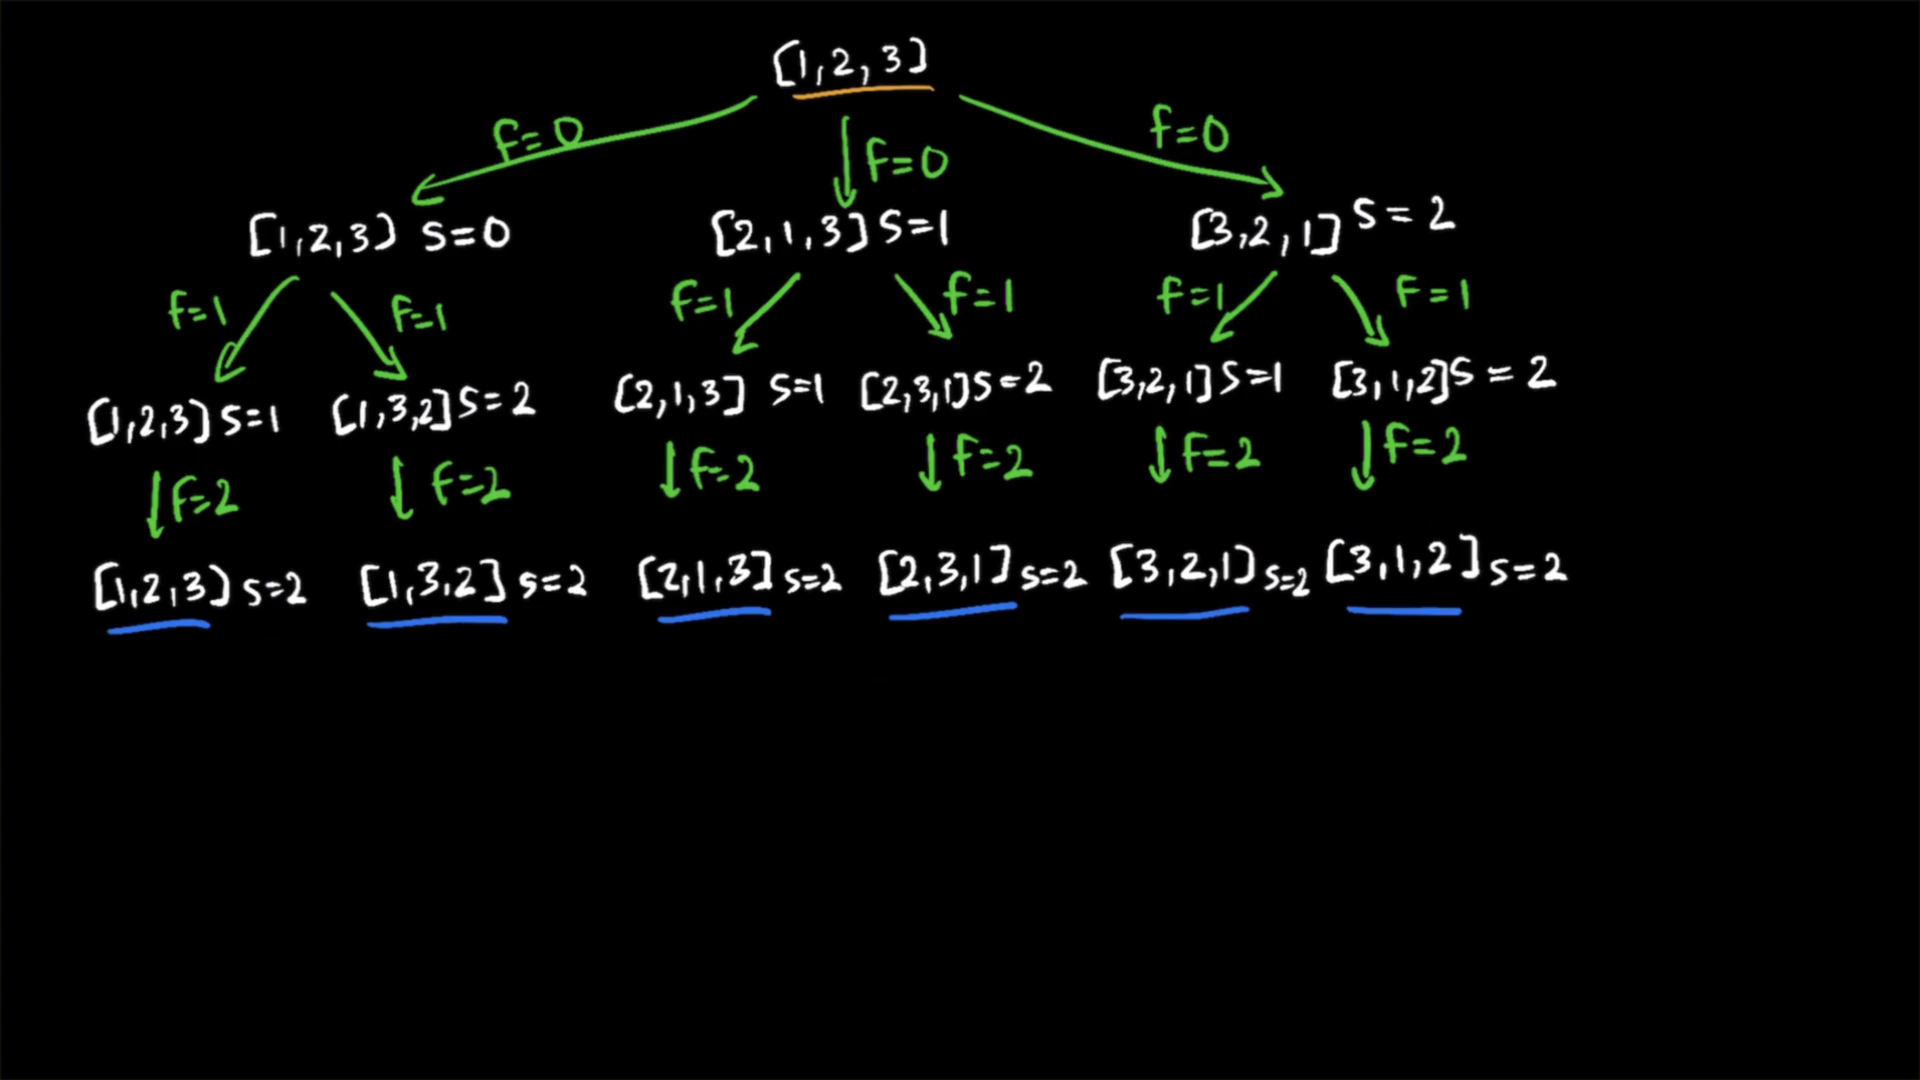 [1,2,3]
f=0 f=0 f=0
[1,2,3) S=0 [2,1,3] S=1 [3,2,1] S=2
f=1 f=1 f=1 f=1 f=1 F=1
[1,2,3] S=1 [1,3,2] S=2 [2,1,3] S=1 [2,3,1] S=2 [3,2,1] S=1 [3,1,2] S=2
f=2 f=2 f=2 f=2 f=2 f=2
[1,2,3) S=2 [1,3,2] S=2 [2,1,3] S=2 [2,3,1] S=2 [3,2,1] S=2 [3,1,2] S=2